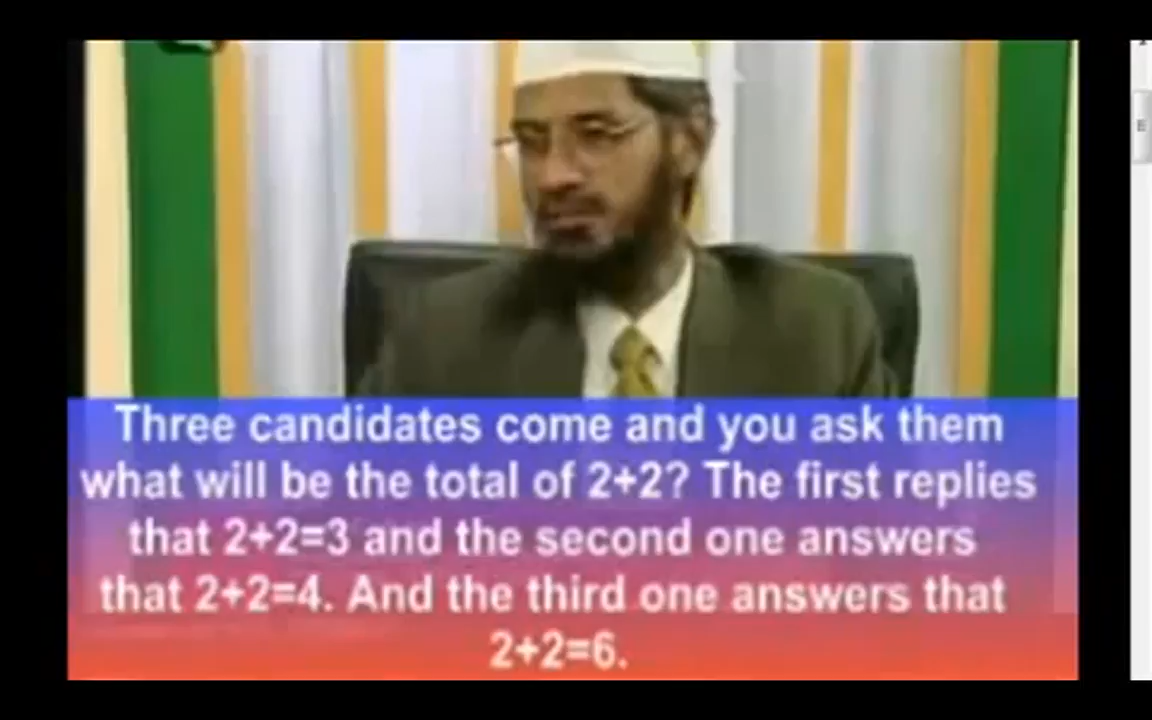 Three candidates come and you ask them
what will be the total of 2+2? The first replies
that 2+2=3 and the second one answers
that 2+2=4. And the third one answers that
2+2=6.